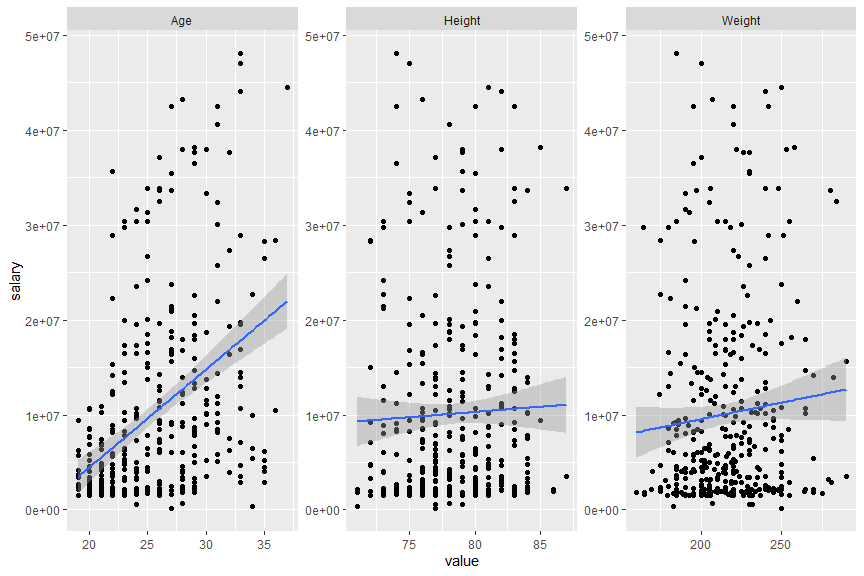 Age Height Weight
5e+07 5e+07 5e+07
4e+07 4e+07 4e+07
3e+07 3e+07 3e+07
2e+07 2e+07 2e+07
1e+07 1e+07 1e+07
0e+00 0e+00 0e+00
salary
20 25 30 35 75 80 85 200 250
value